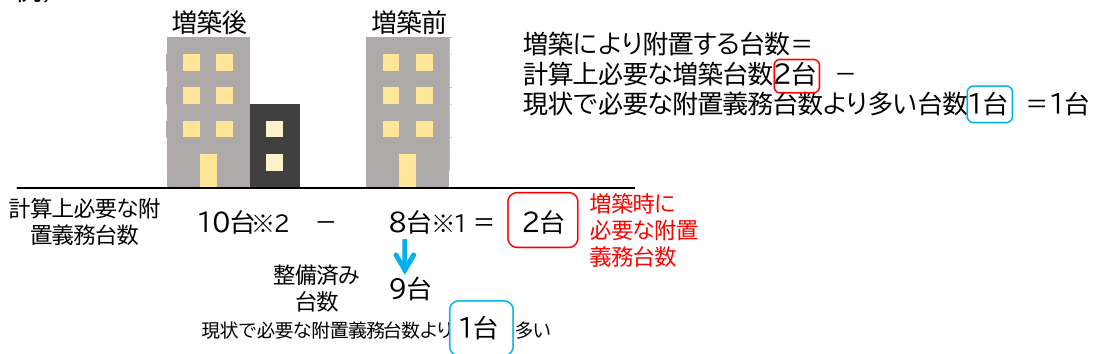 増築後
増築前
増築により附置する台数＝
計算上必要な増築台数2台 －
現状で必要な附置義務台数より多い台数1台 ＝1台
計算上必要な附
置義務台数
10台※2 － 8台※1 ＝ 2台
増築時に
必要な附置
義務台数
整備済み
台数
9台
現状で必要な附置義務台数より 1台 多い